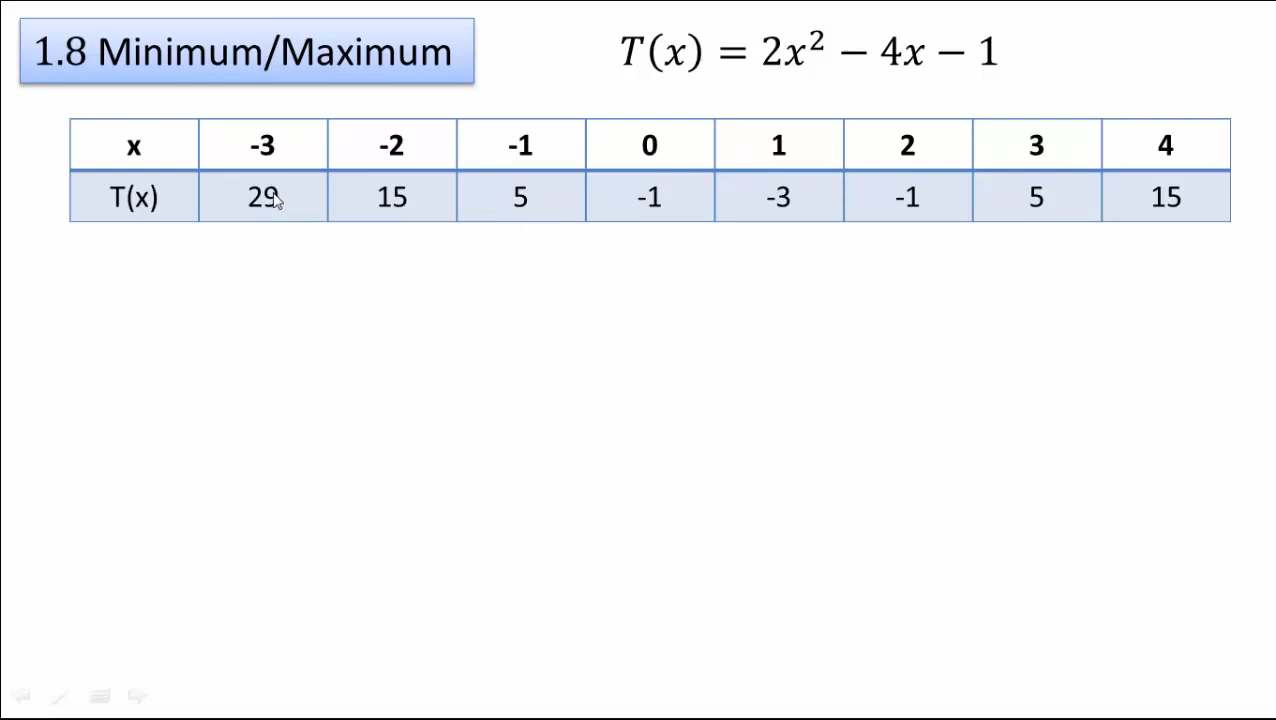 1.8 Minimum/Maximum
T(x) = 2x² − 4x − 1
x -3 -2 -1 0 1 2 3 4
T(x) 29 15 5 -1 -3 -1 5 15